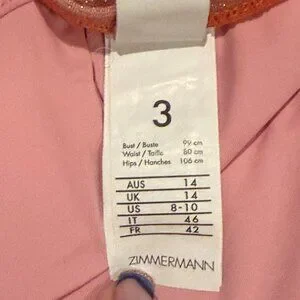 3
Bust / Buste 99 cm
Waist / Taille 80 cm
Hips / Hanches 106 cm
AUS 14
UK 14
US 8-10
IT 46
FR 42
ZIMMERMANN